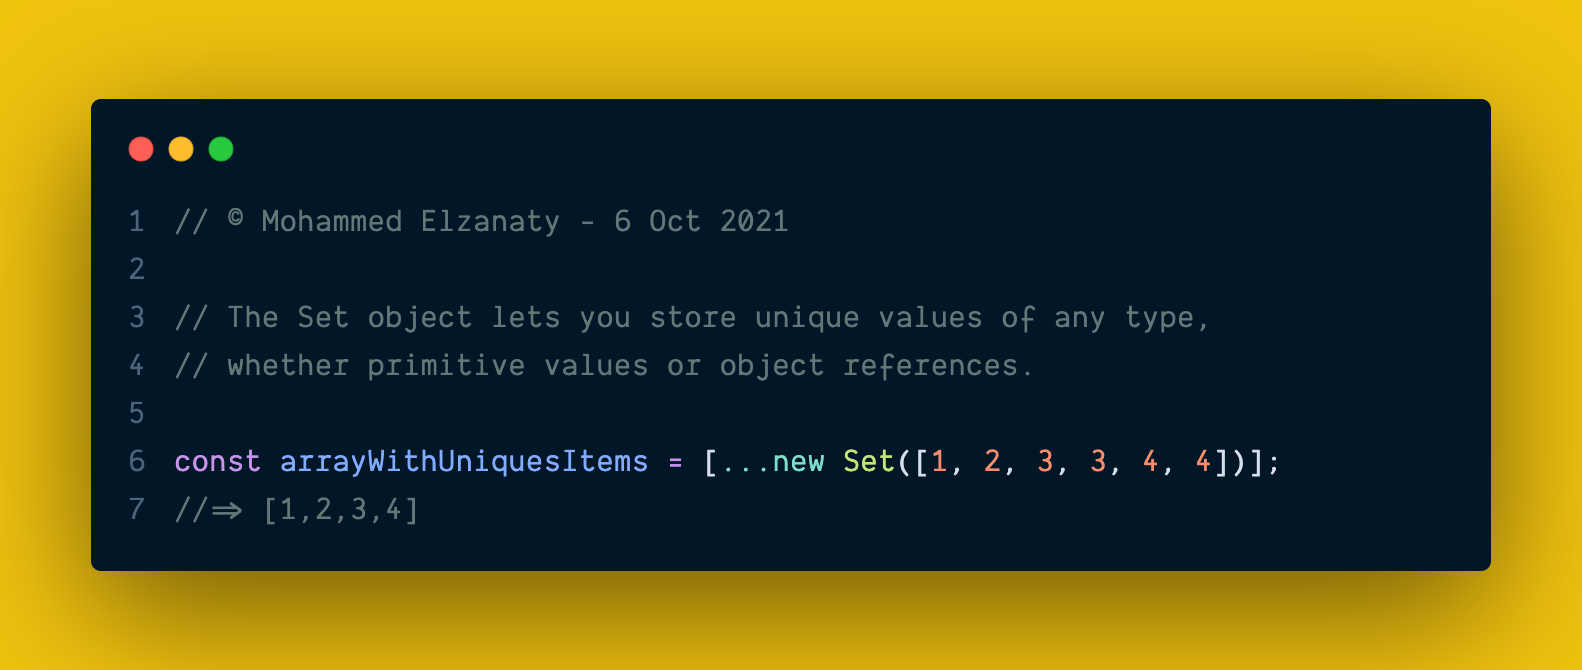 1 // © Mohammed Elzanaty - 6 Oct 2021
2
3 // The Set object lets you store unique values of any type,
4 // whether primitive values or object references.
5
6 const arrayWithUniquesItems = [...new Set([1, 2, 3, 3, 4, 4])];
7 //=> [1,2,3,4]